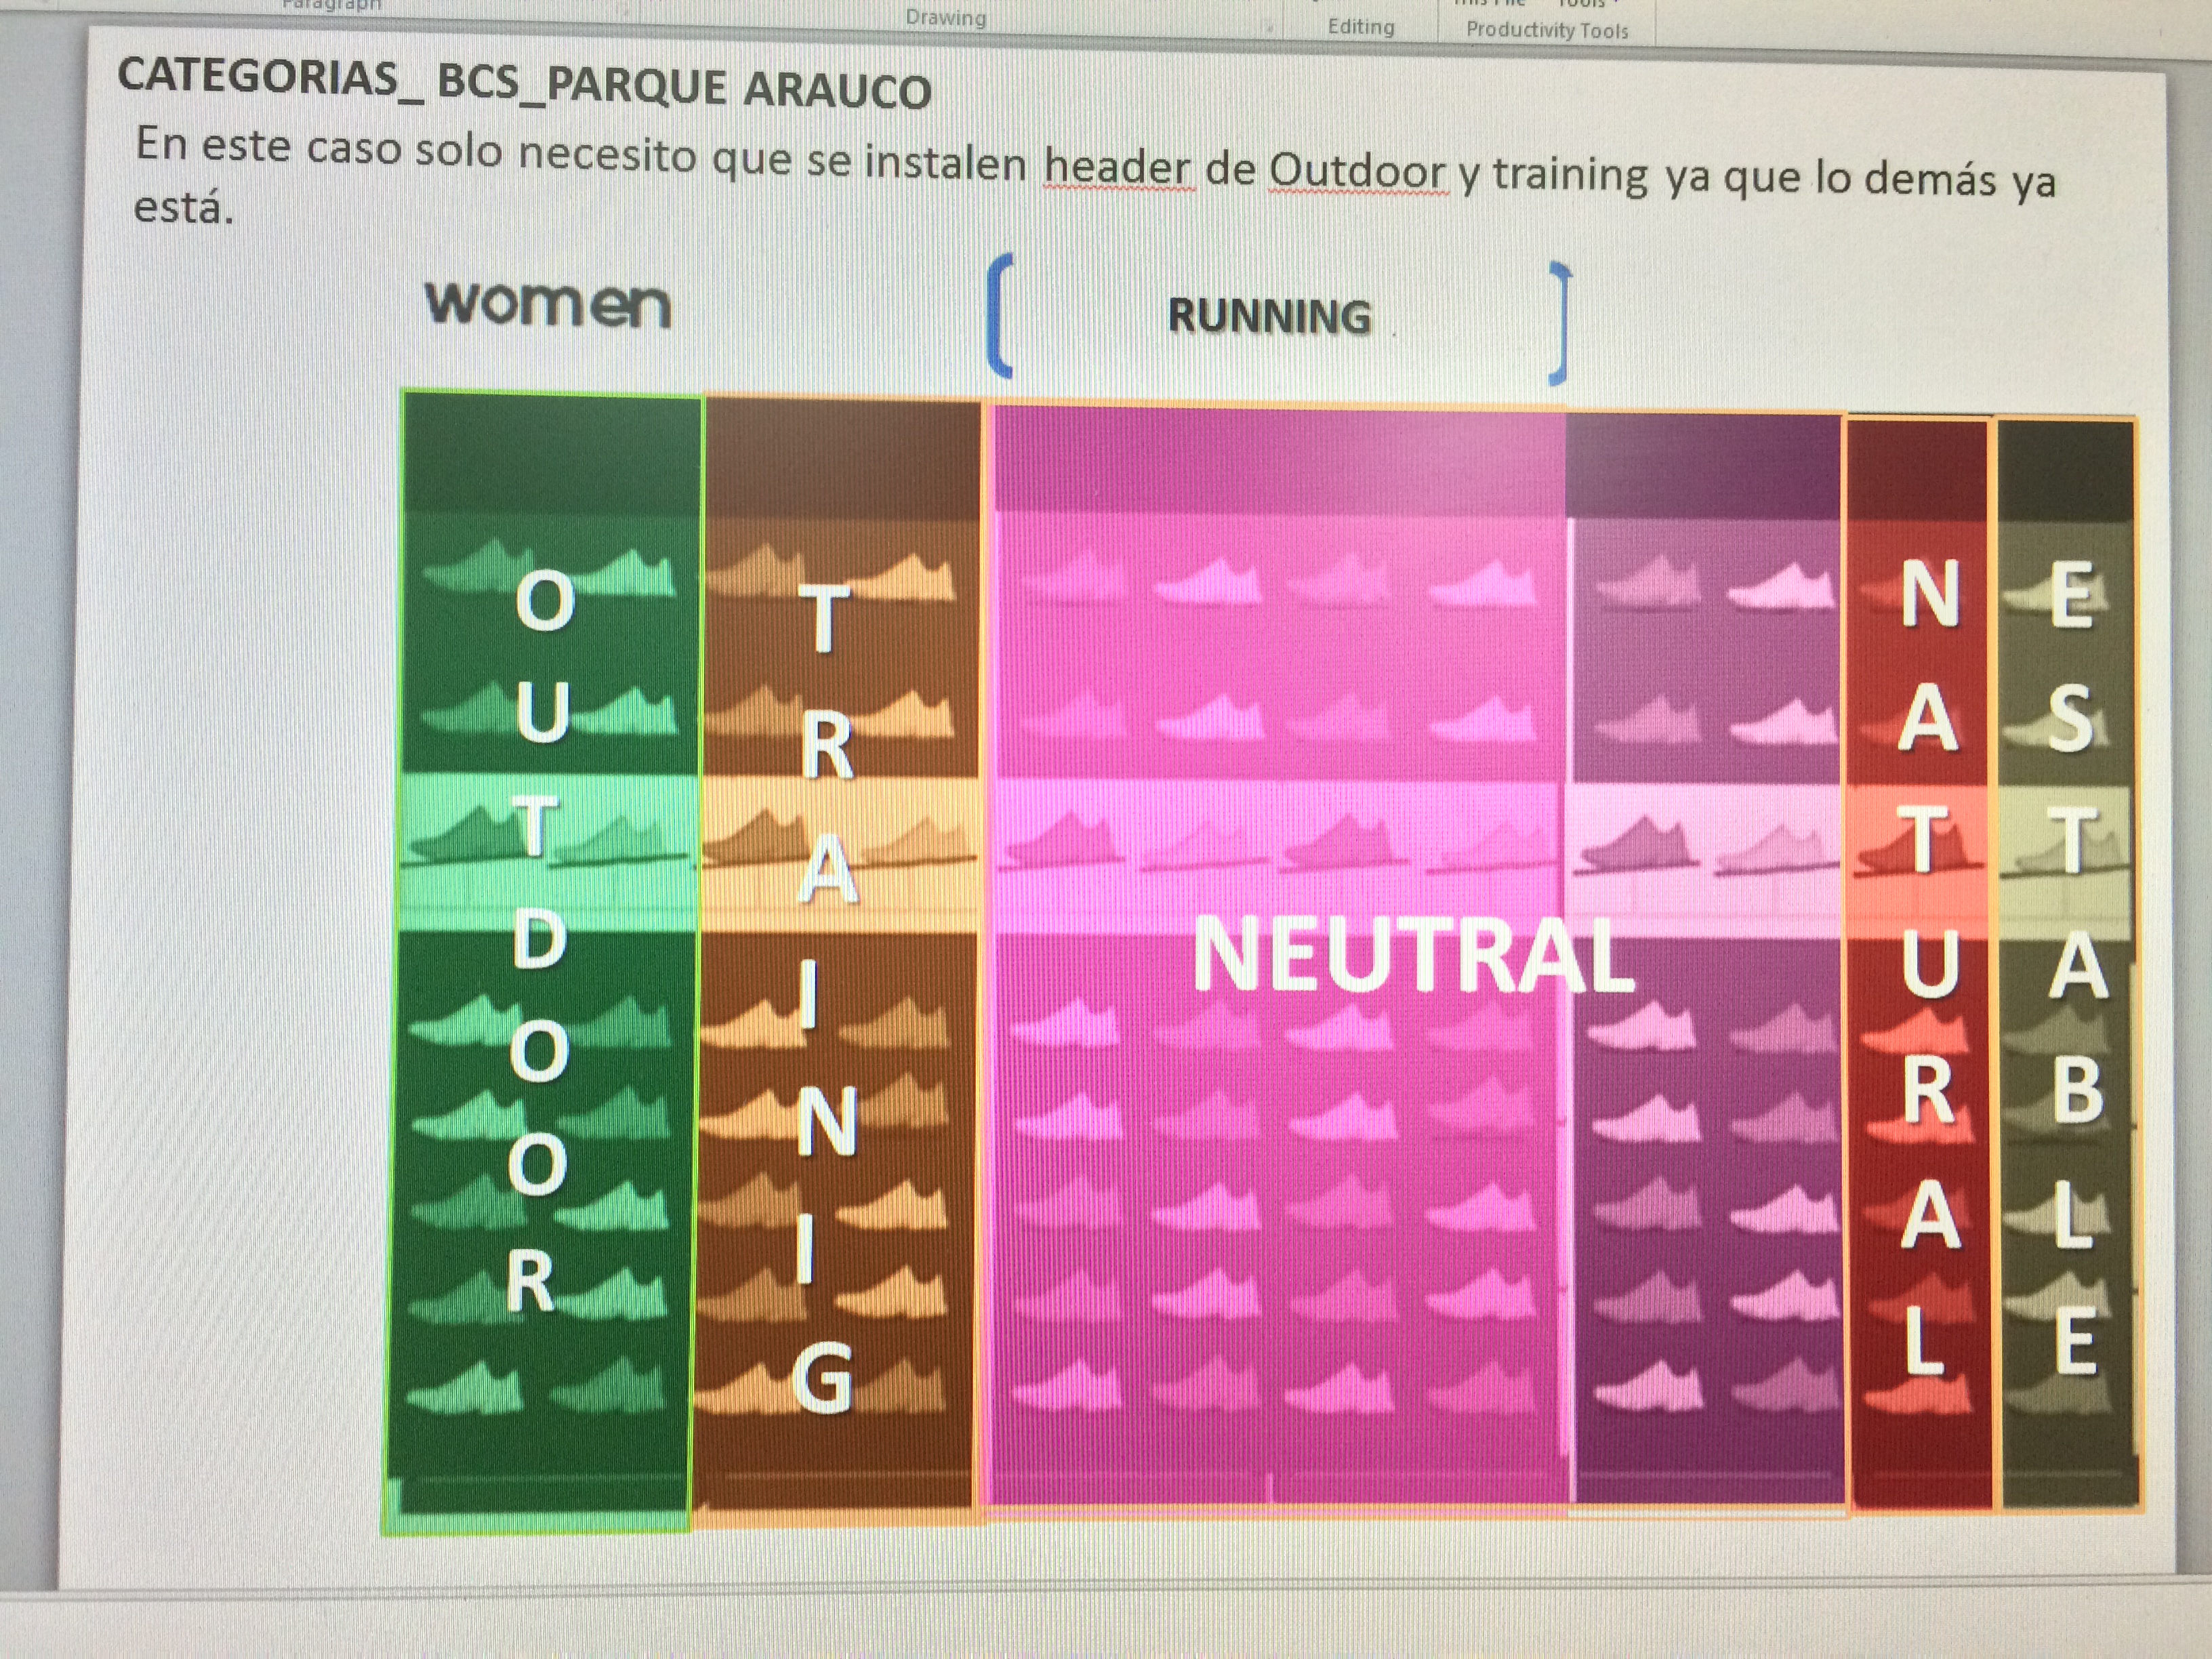 Paragraph
Drawing
Editing
Productivity Tools
CATEGORIAS_ BCS_PARQUE ARAUCO
En este caso solo necesito que se instalen header de Outdoor y training ya que lo demás ya
está.
women
[ RUNNING ]
OUTDOOR
TRAINIG
NEUTRAL
NATURAL
ESTABLE